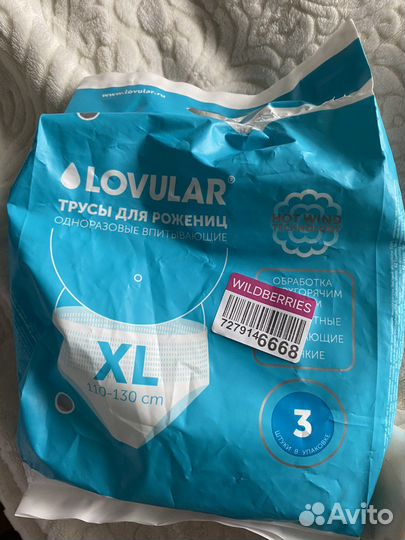 www.lovular.ru
LOVULAR®
ТРУСЫ ДЛЯ РОЖЕНИЦ
ОДНОРАЗОВЫЕ ВПИТЫВАЮЩИЕ
HOT WIND
TECHNOLOGY
ОБРАБОТКА
WILDBERRIES
7279146668
XL
110-130 cm
3
ШТУКИ В УПАКОВКЕ
Avito